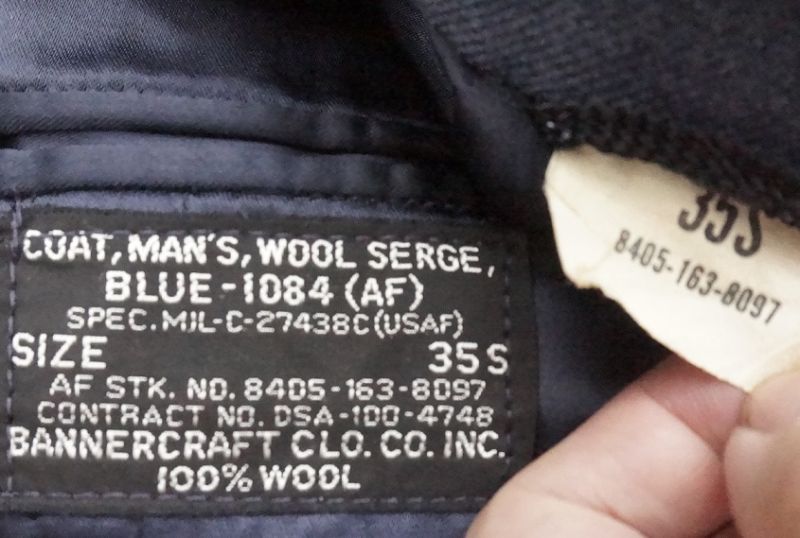 COAT, MAN'S, WOOL SERGE,
BLUE-1084 (AF)
SPEC. MIL-C-27438C (USAF)
SIZE 35 S
AF STK. NO. 8405-163-8097
CONTRACT NO. DSA-100-4748
BANNERCRAFT CLO. CO. INC.
100% WOOL
35S
8405-163-8097